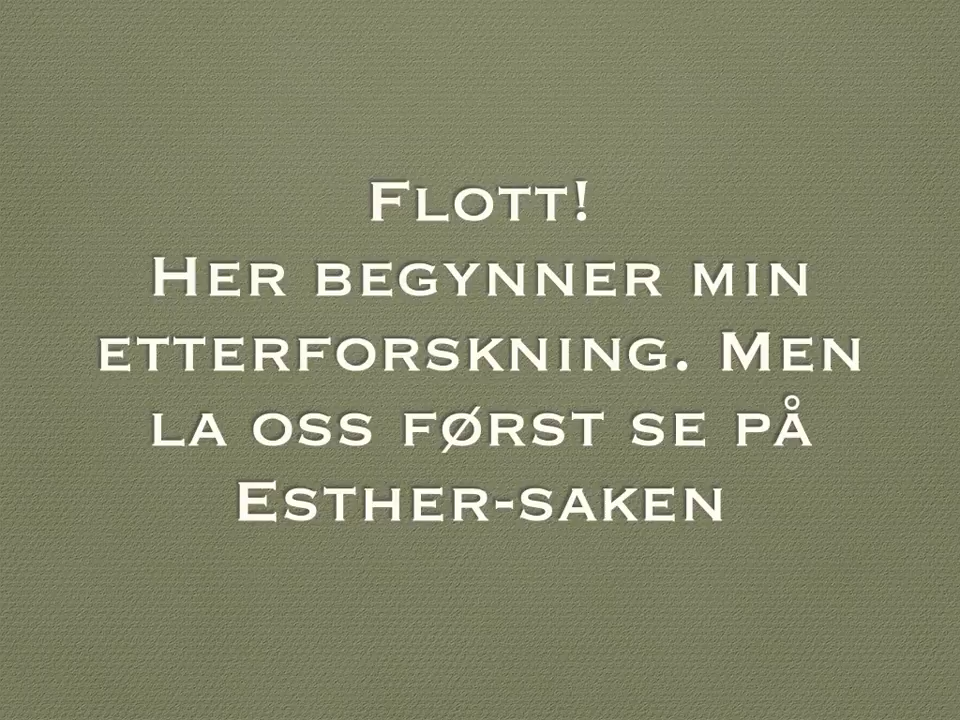 Flott!
Her begynner min
etterforskning. Men
la oss først se på
Esther-saken